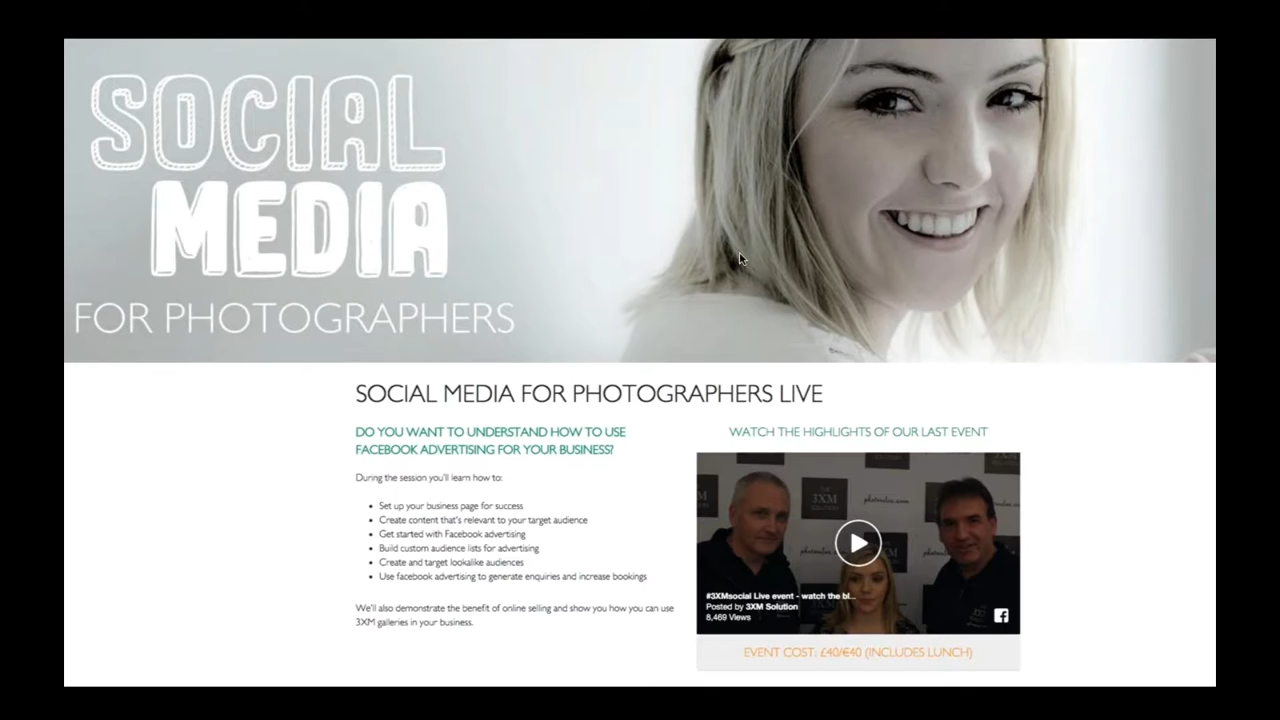 SOCIAL
MEDIA
FOR PHOTOGRAPHERS
SOCIAL MEDIA FOR PHOTOGRAPHERS LIVE
DO YOU WANT TO UNDERSTAND HOW TO USE
FACEBOOK ADVERTISING FOR YOUR BUSINESS?
During the session you'll learn how to:
• Set up your business page for success
• Create content that's relevant to your target audience
• Get started with Facebook advertising
• Build custom audience lists for advertising
• Create and target lookalike audiences
• Use facebook advertising to generate enquiries and increase bookings
We'll also demonstrate the benefit of online selling and show you how you can use
3XM galleries in your business.
WATCH THE HIGHLIGHTS OF OUR LAST EVENT
THE
3XM
SOLUTION
#3XMsocial Live event - watch the bl...
Posted by 3XM Solution
8,469 Views
EVENT COST: £40/€40 (INCLUDES LUNCH)